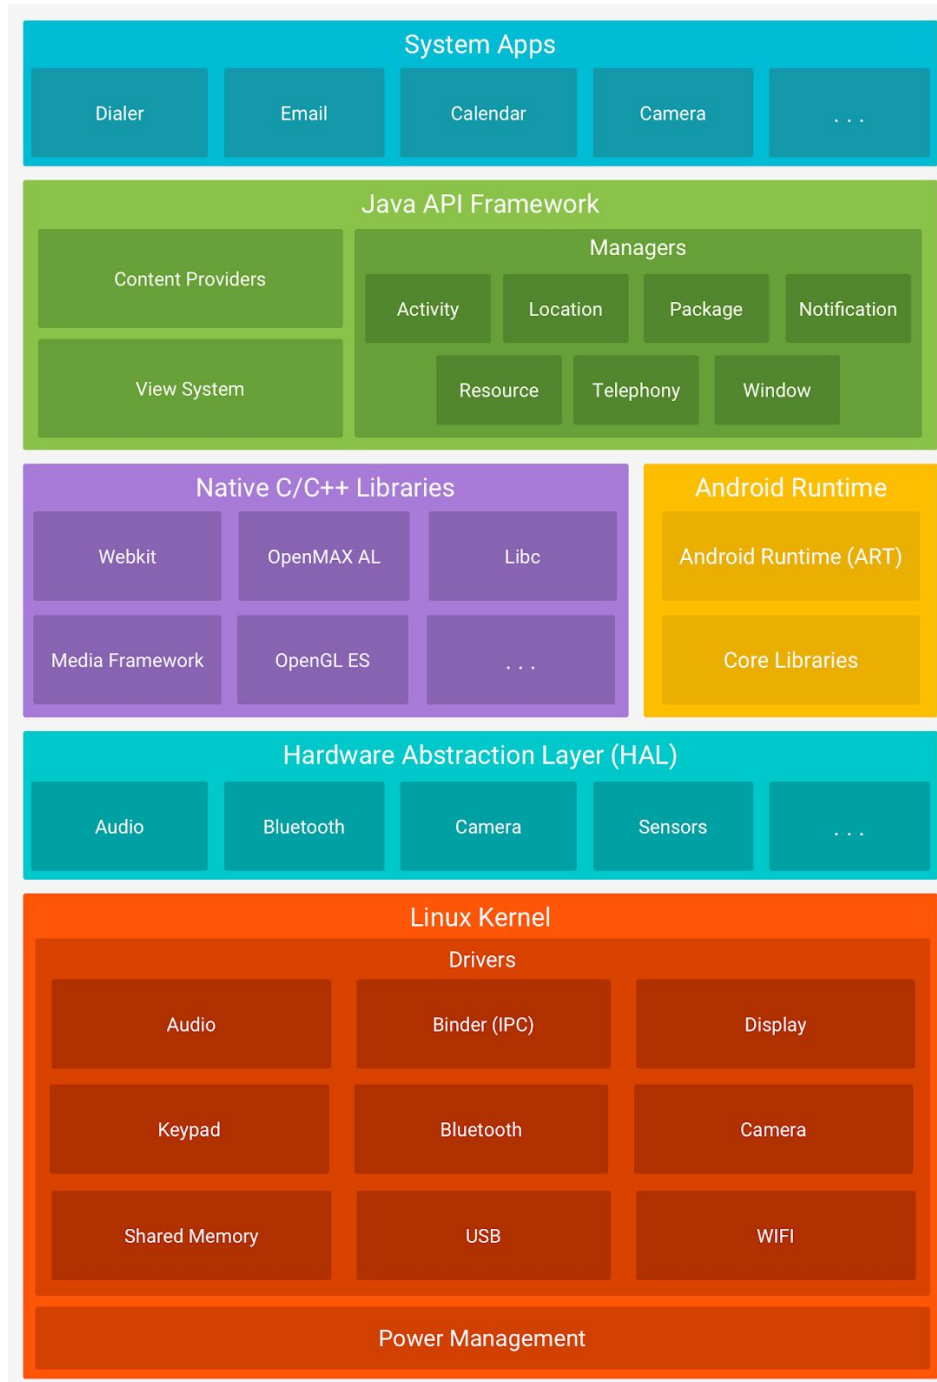 System Apps
Dialer
Email
Calendar
Camera
. . .
Java API Framework
Content Providers
View System
Managers
Activity
Location
Package
Notification
Resource
Telephony
Window
Native C/C++ Libraries
Webkit
OpenMAX AL
Libc
Media Framework
OpenGL ES
. . .
Android Runtime
Android Runtime (ART)
Core Libraries
Hardware Abstraction Layer (HAL)
Audio
Bluetooth
Camera
Sensors
. . .
Linux Kernel
Drivers
Audio
Binder (IPC)
Display
Keypad
Bluetooth
Camera
Shared Memory
USB
WIFI
Power Management